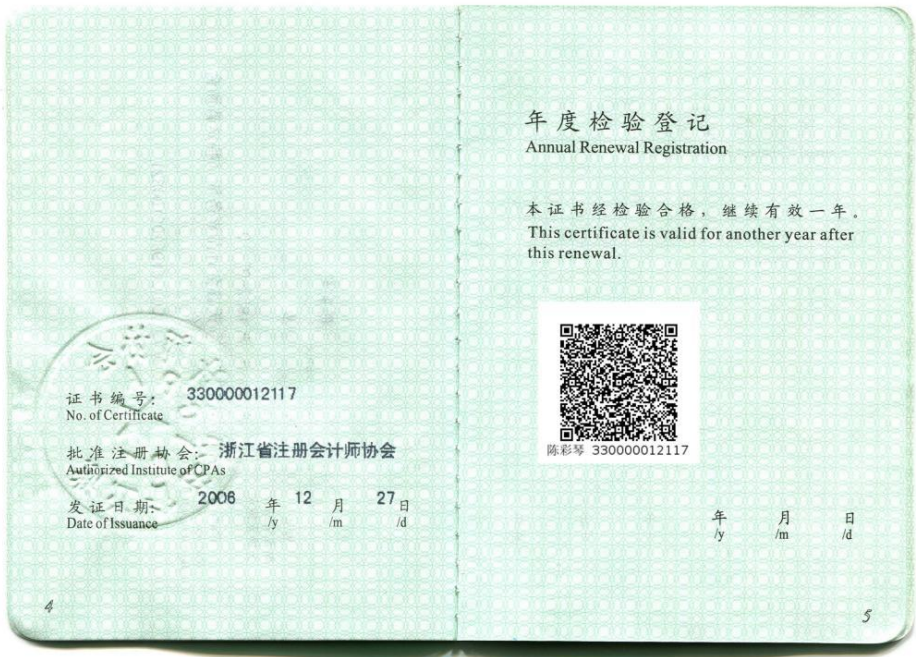 证书编号: 330000012117
No. of Certificate
批准注册协会: 浙江省注册会计师协会
Authorized Institute of CPAs
发证日期: 2006 年 12 月 27 日
Date of Issuance /y /m /d
4
年度检验登记
Annual Renewal Registration
本证书经检验合格，继续有效一年。
This certificate is valid for another year after
this renewal.
陈彩琴 330000012117
年 月 日
/y /m /d
5